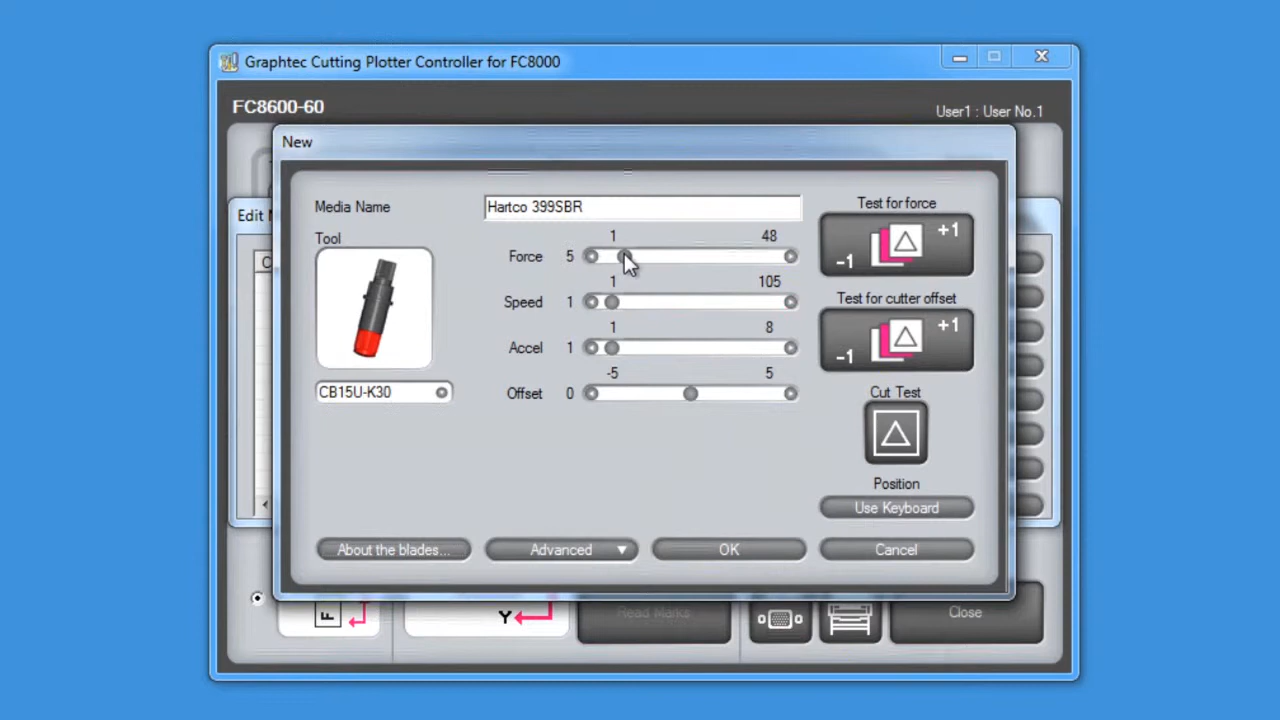 Graphtec Cutting Plotter Controller for FC8000
FC8600-60
User1 : User No.1
New
Edit
Media Name
Hartco 399SBR
Tool
CB15U-K30
1 48
Force 5
1 105
Speed 1
1 8
Accel 1
-5 5
Offset 0
Test for force
-1 +1
Test for cutter offset
-1 +1
Cut Test
Position
Use Keyboard
About the blades...
Advanced
OK
Cancel
F
Y
Read Marks
Close